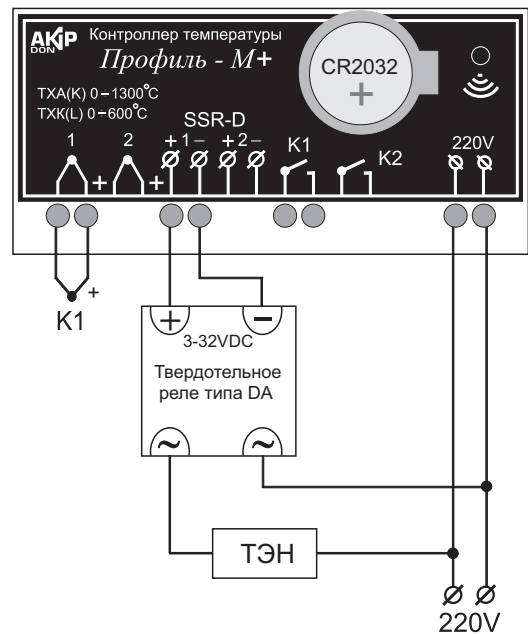 AKIP
DON
Контроллер температуры
Профиль - М+
CR2032
+
ТХА(К) 0-1300°С
ТХК(L) 0-600°С
SSR-D
1 2 + 1 - + 2 - K1 K2 220V
+ +
+
K1
+ -
3-32VDC
Твердотельное
реле типа DA
~ ~
ТЭН
220V